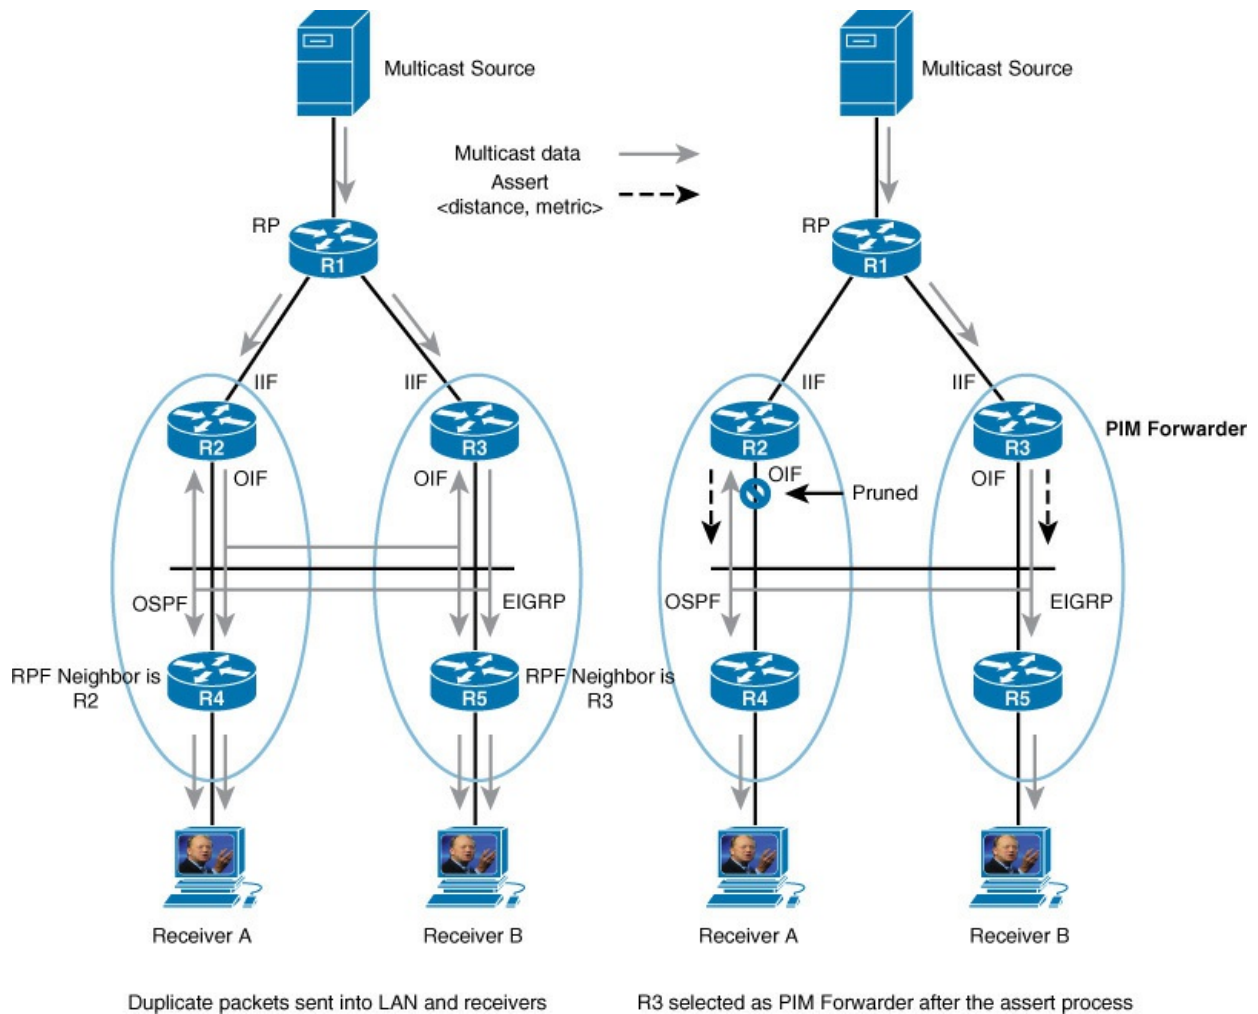 Multicast Source
Multicast Source
Multicast data
Assert
<distance, metric>
RP
R1
RP
R1
IIF
IIF
IIF
IIF
R2
R3
R2
R3
PIM Forwarder
OIF
OIF
OIF
OIF
Pruned
OSPF
EIGRP
OSPF
EIGRP
RPF Neighbor is
R2
R4
R5
RPF Neighbor is
R3
R4
R5
Receiver A
Receiver B
Receiver A
Receiver B
Duplicate packets sent into LAN and receivers
R3 selected as PIM Forwarder after the assert process